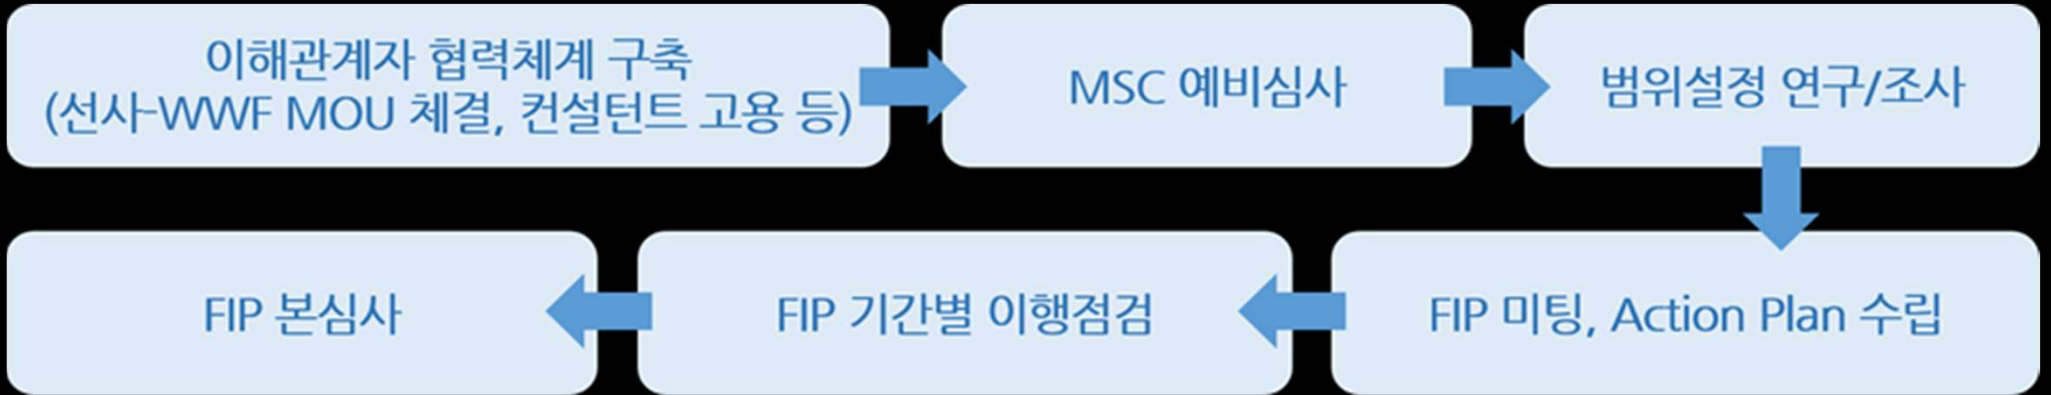 이해관계자 협력체계 구축
(선사-WWF MOU 체결, 컨설턴트 고용 등)
MSC 예비심사
범위설정 연구/조사
FIP 미팅, Action Plan 수립
FIP 기간별 이행점검
FIP 본심사